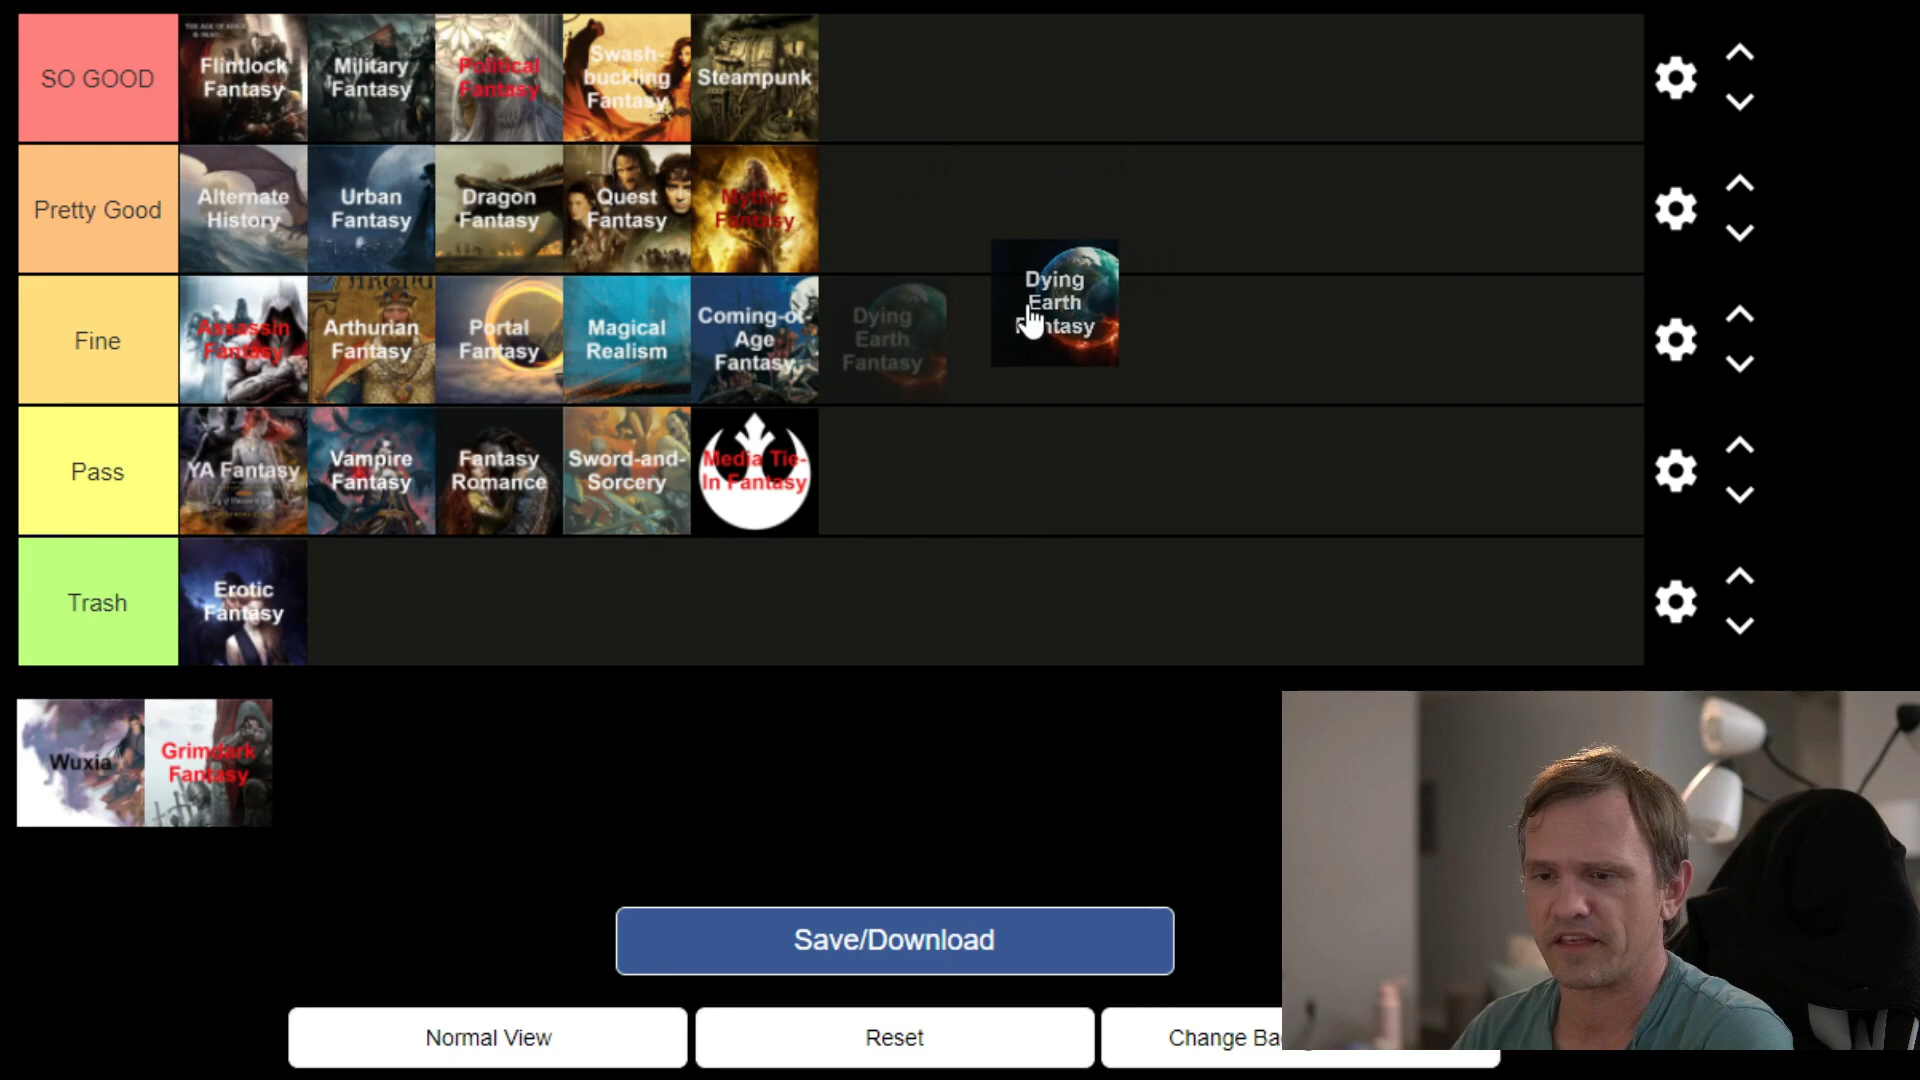 SO GOOD
Flintlock
Fantasy
Military
Fantasy
Political
Fantasy
Swash-
buckling
Fantasy
Steampunk
Pretty Good
Alternate
History
Urban
Fantasy
Dragon
Fantasy
Quest
Fantasy
Mythic
Fantasy
Fine
Assassin
Fantasy
Arthurian
Fantasy
Portal
Fantasy
Magical
Realism
Coming-of
Age
Fantasy
Dying
Earth
Fantasy
Dying
Earth
Fantasy
Pass
YA Fantasy
Vampire
Fantasy
Fantasy
Romance
Sword-and-
Sorcery
Media Tie-
In Fantasy
Trash
Erotic
Fantasy
Wuxia
Grimdark
Fantasy
Save/Download
Normal View
Reset
Change